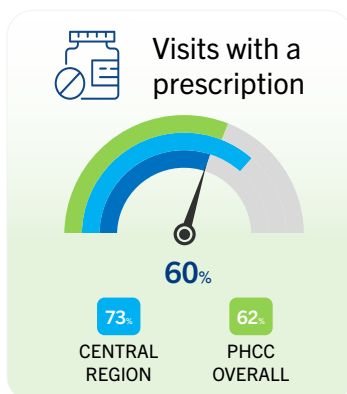 Visits with a
prescription
60%
73%
62%
CENTRAL
REGION
PHCC
OVERALL